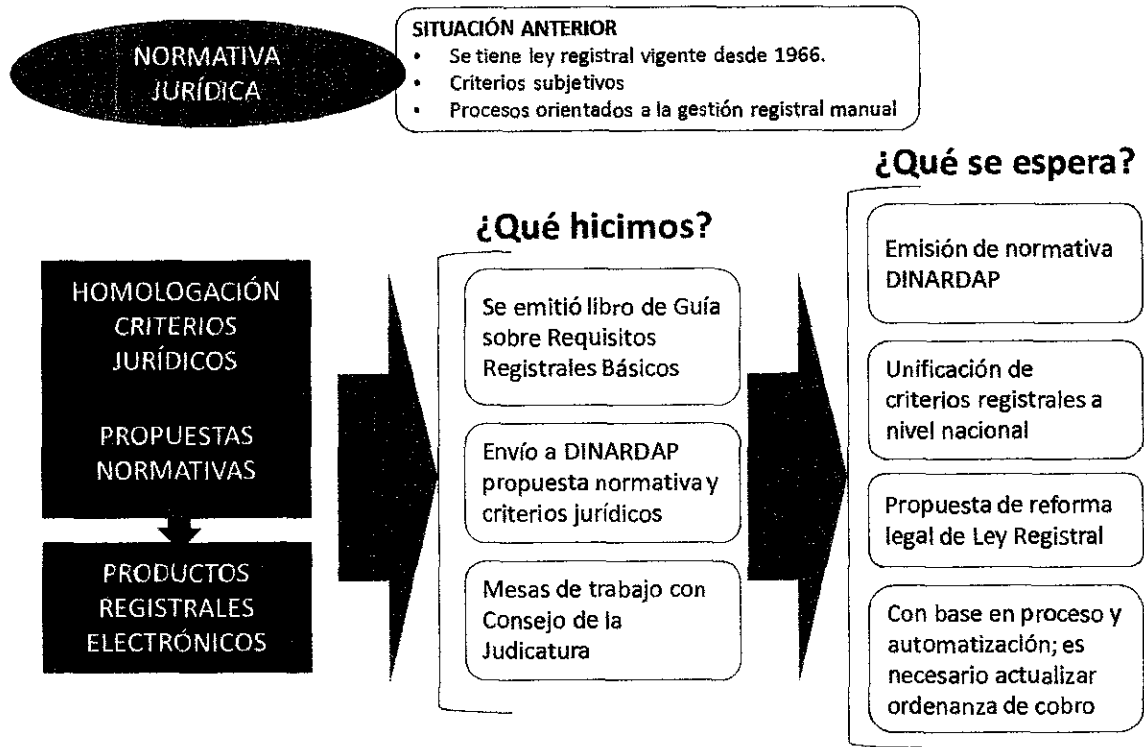 NORMATIVA
JURÍDICA
SITUACIÓN ANTERIOR
• Se tiene ley registral vigente desde 1966.
• Criterios subjetivos
• Procesos orientados a la gestión registral manual
HOMOLOGACIÓN
CRITERIOS
JURÍDICOS
PROPUESTAS
NORMATIVAS
PRODUCTOS
REGISTRALES
ELECTRÓNICOS
¿Qué hicimos?
Se emitió libro de Guía
sobre Requisitos
Registrales Básicos
Envío a DINARDAP
propuesta normativa y
criterios jurídicos
Mesas de trabajo con
Consejo de la
Judicatura
¿Qué se espera?
Emisión de normativa
DINARDAP
Unificación de
criterios registrales a
nivel nacional
Propuesta de reforma
legal de Ley Registral
Con base en proceso y
automatización; es
necesario actualizar
ordenanza de cobro